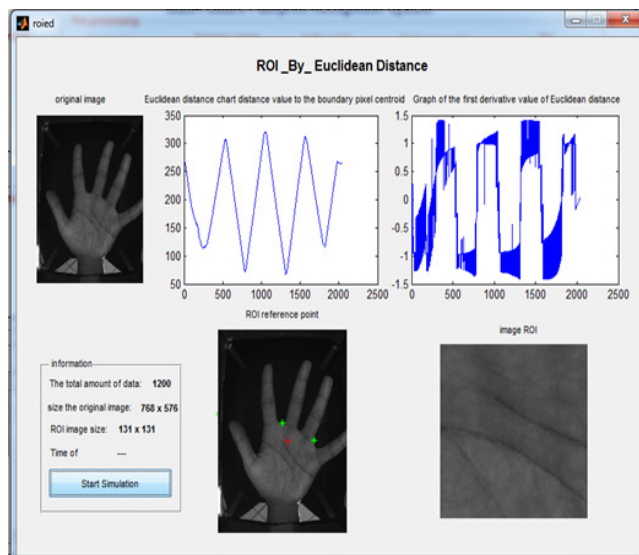 roied
ROI _By_ Euclidean Distance
original image
Euclidean distance chart distance value to the boundary pixel centroid
Graph of the first derivative value of Euclidean distance
350
300
250
200
150
100
50
0 500 1000 1500 2000 2500
1.5
1
0.5
0
-0.5
-1
-1.5
0 500 1000 1500 2000 2500
ROI reference point
image ROI
information
The total amount of data: 1200
size the original image: 768 x 576
ROI image size: 131 x 131
Time of ---
Start Simulation